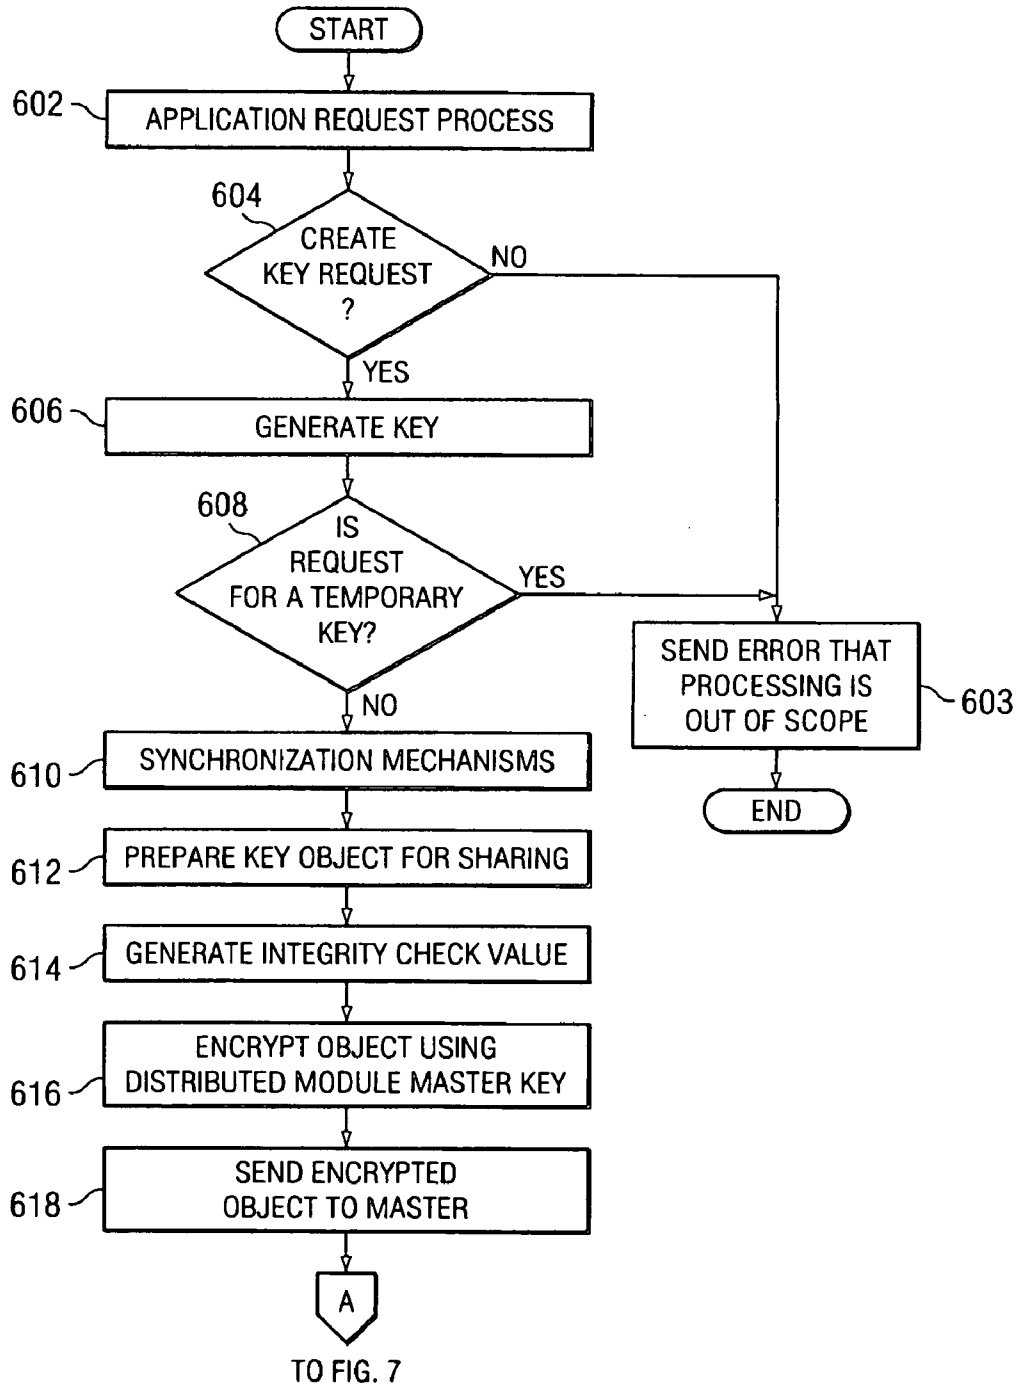 START
602
APPLICATION REQUEST PROCESS
604
CREATE
KEY REQUEST
?
NO
YES
606
GENERATE KEY
608
IS
REQUEST
FOR A TEMPORARY
KEY?
YES
NO
SEND ERROR THAT
PROCESSING IS
OUT OF SCOPE
603
END
610
SYNCHRONIZATION MECHANISMS
612
PREPARE KEY OBJECT FOR SHARING
614
GENERATE INTEGRITY CHECK VALUE
616
ENCRYPT OBJECT USING
DISTRIBUTED MODULE MASTER KEY
618
SEND ENCRYPTED
OBJECT TO MASTER
A
TO FIG. 7